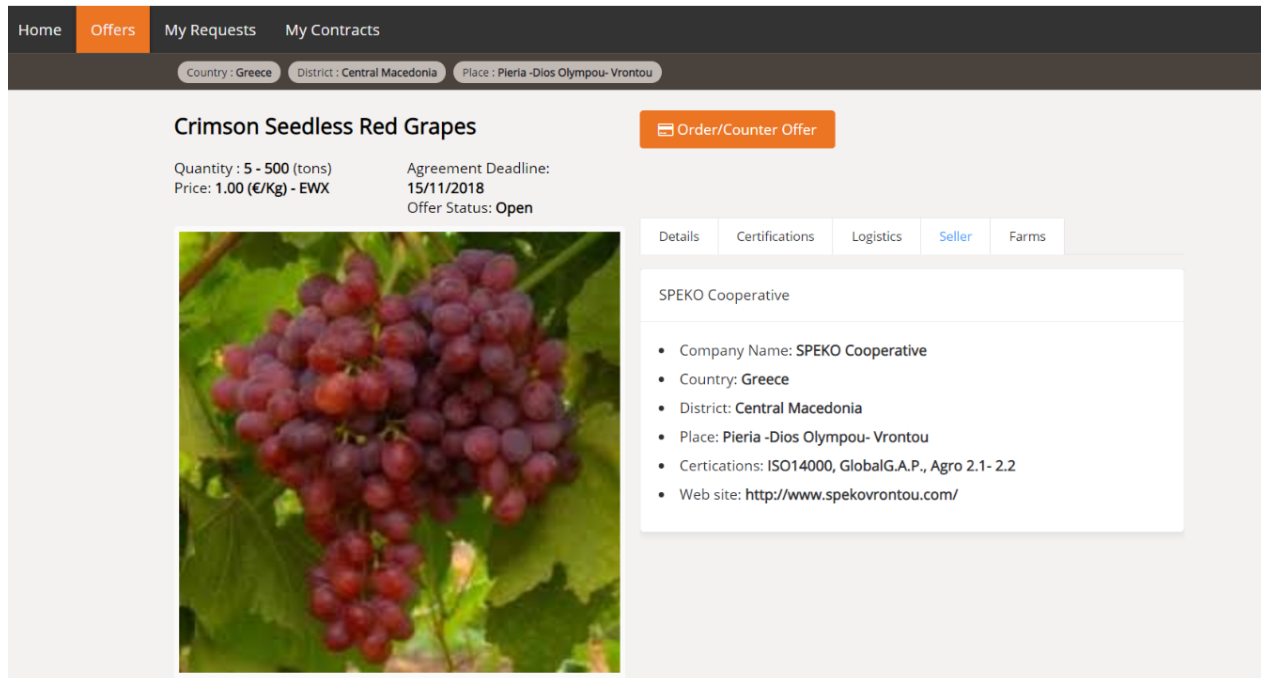 Home Offers My Requests My Contracts
Country : Greece District : Central Macedonia Place : Pieria -Dios Olympou- Vrontou
Crimson Seedless Red Grapes
Order/Counter Offer
Quantity : 5 - 500 (tons)
Price: 1.00 (€/Kg) - EWX
Agreement Deadline:
15/11/2018
Offer Status: Open
Details Certifications Logistics Seller Farms
SPEKO Cooperative
• Company Name: SPEKO Cooperative
• Country: Greece
• District: Central Macedonia
• Place: Pieria -Dios Olympou- Vrontou
• Certications: ISO14000, GlobalG.A.P., Agro 2.1- 2.2
• Web site: http://www.spekovrontou.com/